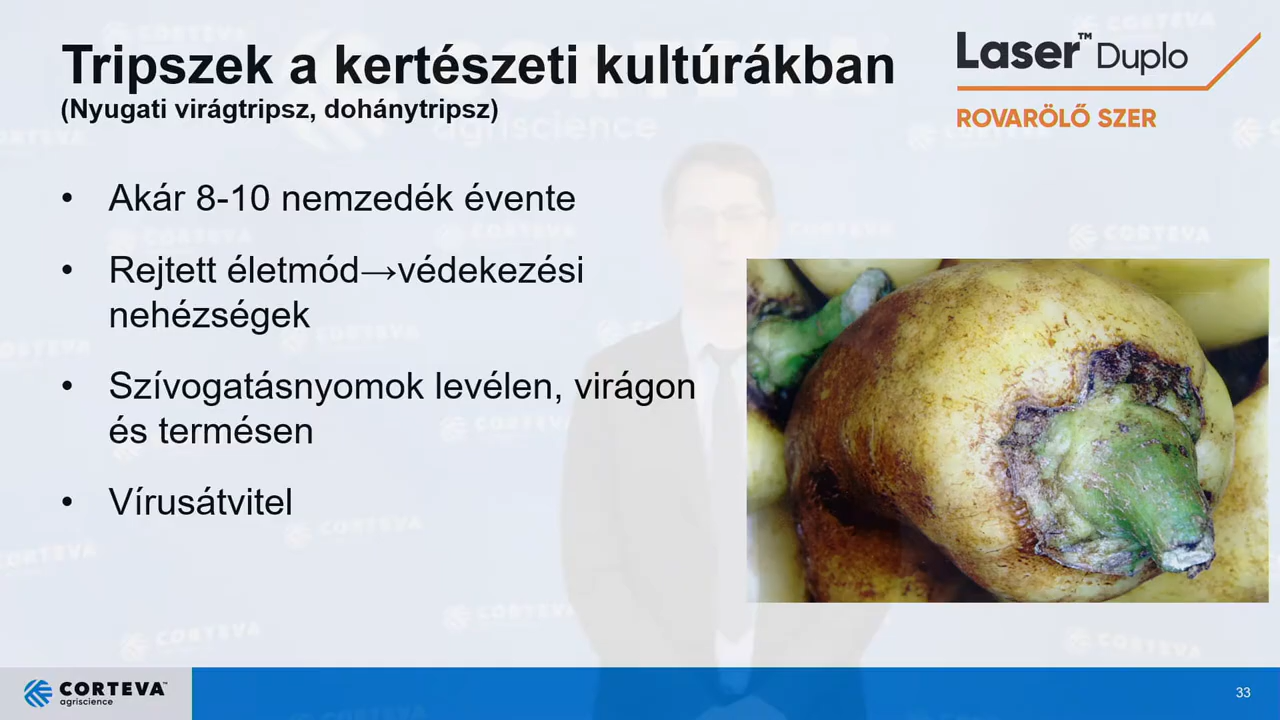 Tripszek a kertészeti kultúrákban
(Nyugati virágtripsz, dohánytripsz)
Laser™ Duplo
ROVARÖLŐ SZER
• Akár 8-10 nemzedék évente
• Rejtett életmód→védekezési
nehézségek
• Szívogatásnyomok levélen, virágon
és termésen
• Vírusátvitel
CORTEVA™
agriscience
33